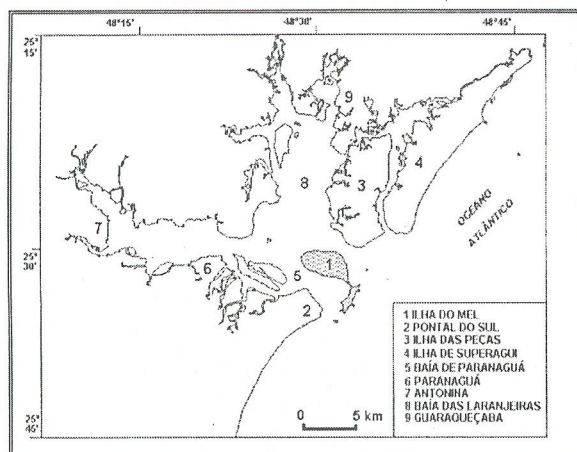 48° 15' 48° 30' 48° 45'
25°
15'
9
4
3
8
OCEANO
ATLÂNTICO
7
25°
30'
1
6
5
2
1 ILHA DO MEL
2 PONTAL DO SUL
3 ILHA DAS PEÇAS
4 ILHA DE SUPERAGUI
5 BAÍA DE PARANAGUÁ
6 PARANAGUÁ
7 ANTONINA
8 BAÍA DAS LARANJEIRAS
9 GUARAQUEÇABA
0 5 km
25°
45'